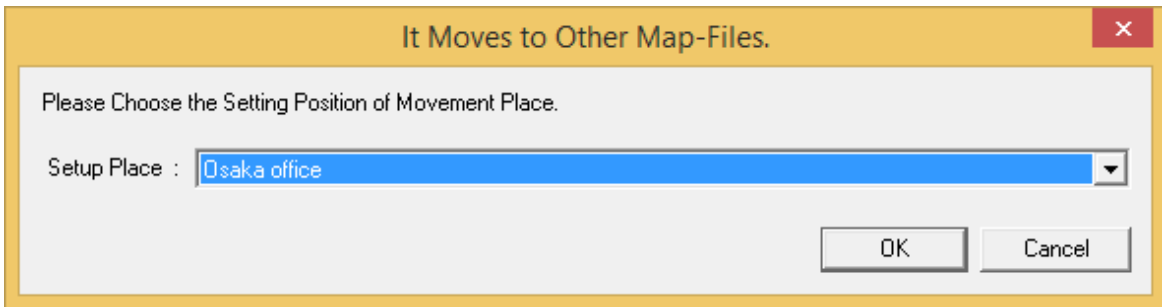 It Moves to Other Map-Files.
Please Choose the Setting Position of Movement Place.
Setup Place : Osaka office
OK Cancel